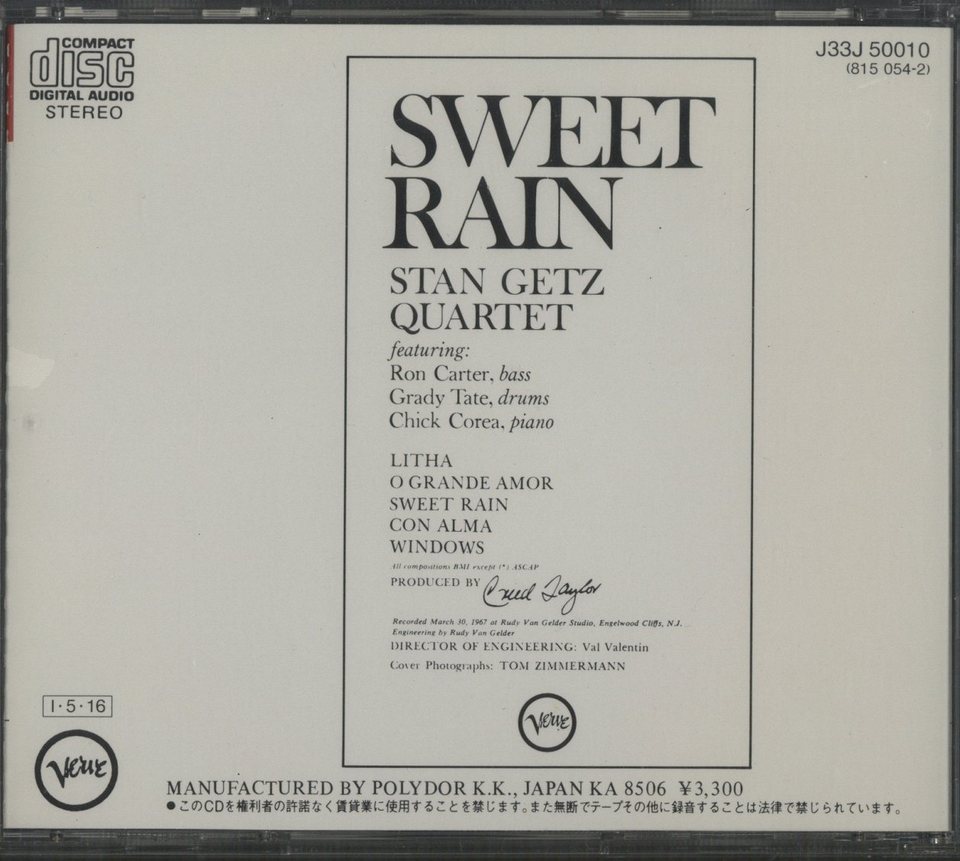 COMPACT
disc
DIGITAL AUDIO
STEREO
J33J 50010
(815 054-2)
SWEET
RAIN
STAN GETZ
QUARTET
featuring:
Ron Carter, bass
Grady Tate, drums
Chick Corea, piano
LITHA
O GRANDE AMOR
SWEET RAIN
CON ALMA
WINDOWS
All compositions BMI except (*) ASCAP
PRODUCED BY Creed Taylor
Recorded March 30, 1967 at Rudy Van Gelder Studio, Engelwood Cliffs, N.J.
Engineering by Rudy Van Gelder
DIRECTOR OF ENGINEERING: Val Valentin
Cover Photographs: TOM ZIMMERMANN
Verve
I·5·16
Verve
MANUFACTURED BY POLYDOR K.K., JAPAN KA 8506 ¥3,300
●このCDを権利者の許諾なく賃貸業に使用することを禁じます。また無断でテープその他に録音することは法律で禁じられています。